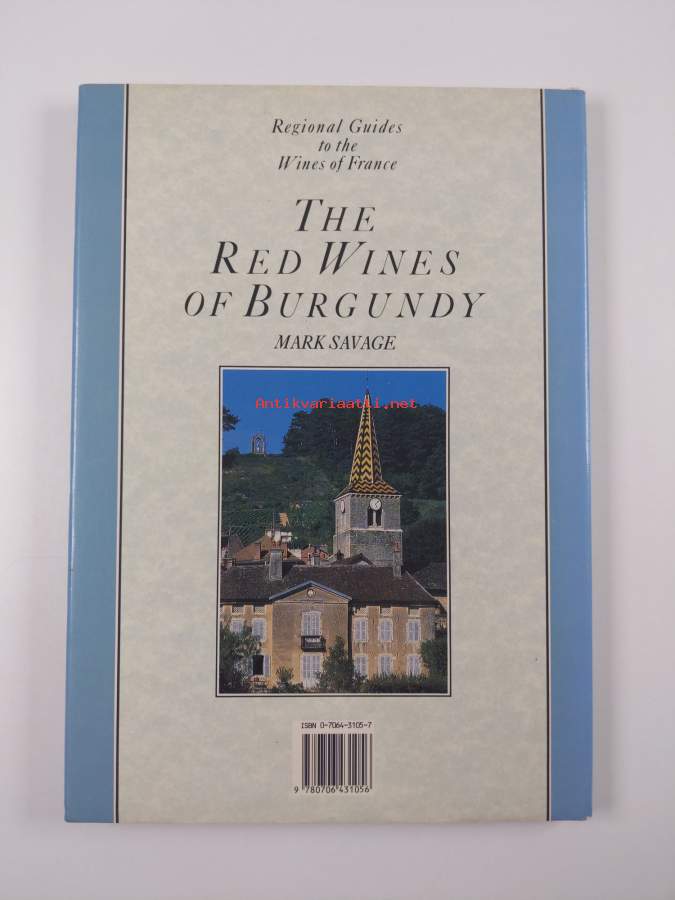 Regional Guides
to the
Wines of France
THE
RED WINES
OF BURGUNDY
MARK SAVAGE
Antikvariaatti.net
ISBN 0-7064-3105-7
9 780706 431056